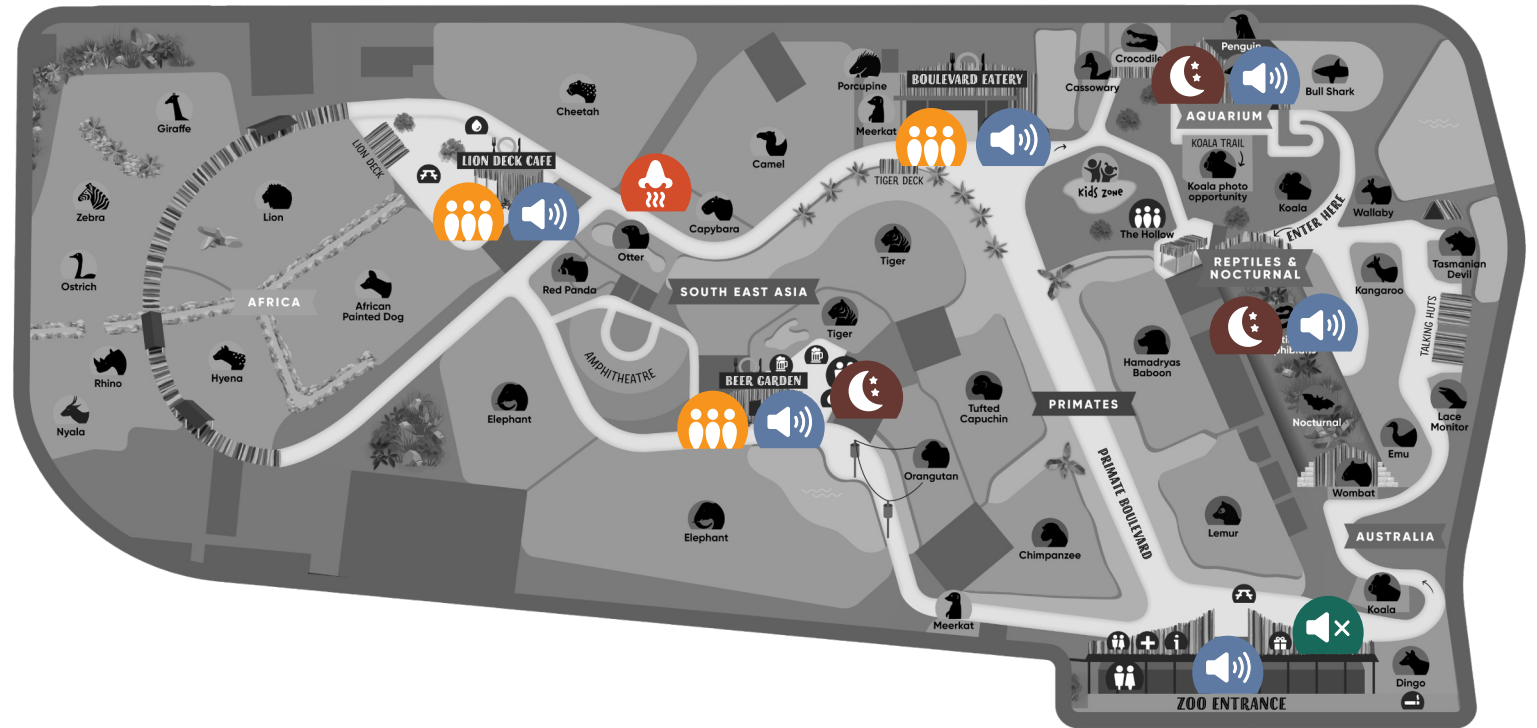 Giraffe
Cheetah
Porcupine
BOULEVARD EATERY
Crocodile
Penguin
Cassowary
Bull Shark
AQUARIUM
Meerkat
LION DECK
LION DECK CAFE
Camel
TIGER DECK
KOALA TRAIL
Koala photo
opportunity
KIDS ZONE
Koala
Wallaby
Zebra
Lion
Capybara
The Hollow
ENTER HERE
Otter
Tiger
REPTILES &
NOCTURNAL
Tasmanian
Devil
Ostrich
Red Panda
Kangaroo
AFRICA
African
Painted Dog
SOUTH EAST ASIA
Tiger
TALKING HUTS
Rhino
Hyena
AMPHITHEATRE
BEER GARDEN
Hamadryas
Baboon
Elephant
Tufted
Capuchin
PRIMATES
Nyala
Nocturnal
Lace
Monitor
Emu
Orangutan
PRIMATE BOULEVARD
Wombat
Elephant
Chimpanzee
Lemur
AUSTRALIA
Koala
Meerkat
Dingo
ZOO ENTRANCE